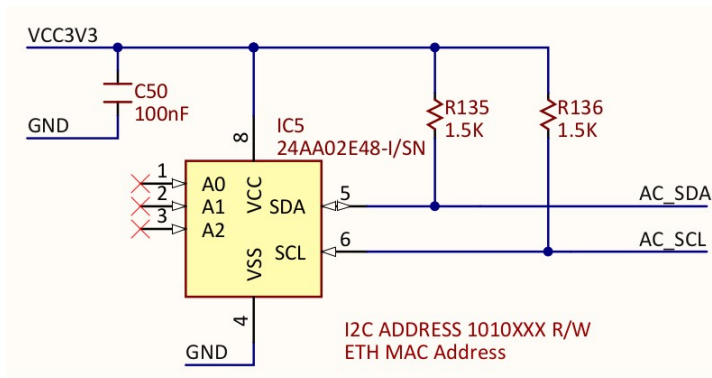 VCC3V3
C50
100nF
GND
R135
1.5K
R136
1.5K
IC5
24AA02E48-I/SN
8
1
A0
2
A1
3
A2
VCC
SDA
5
AC_SDA
SCL
6
AC_SCL
VSS
4
GND
I2C ADDRESS 1010XXX R/W
ETH MAC Address